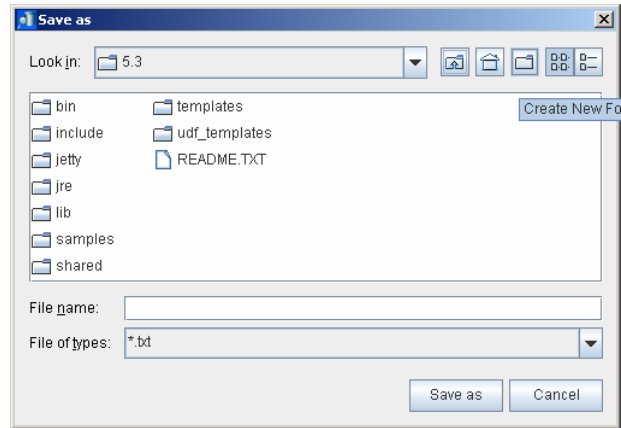 Save as
Look in: 5.3
Create New Fo
bin
include
jetty
jre
lib
samples
shared
templates
udf_templates
README.TXT
File name:
File of types: *.txt
Save as Cancel